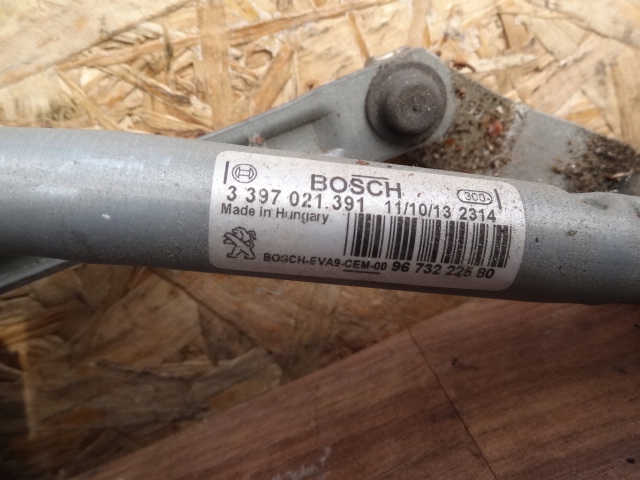 BOSCH
300
3 397 021.391 11/10/13 2314
Made in Hungary
BOSCH-EVA9-CEM-00 96 732 225 80